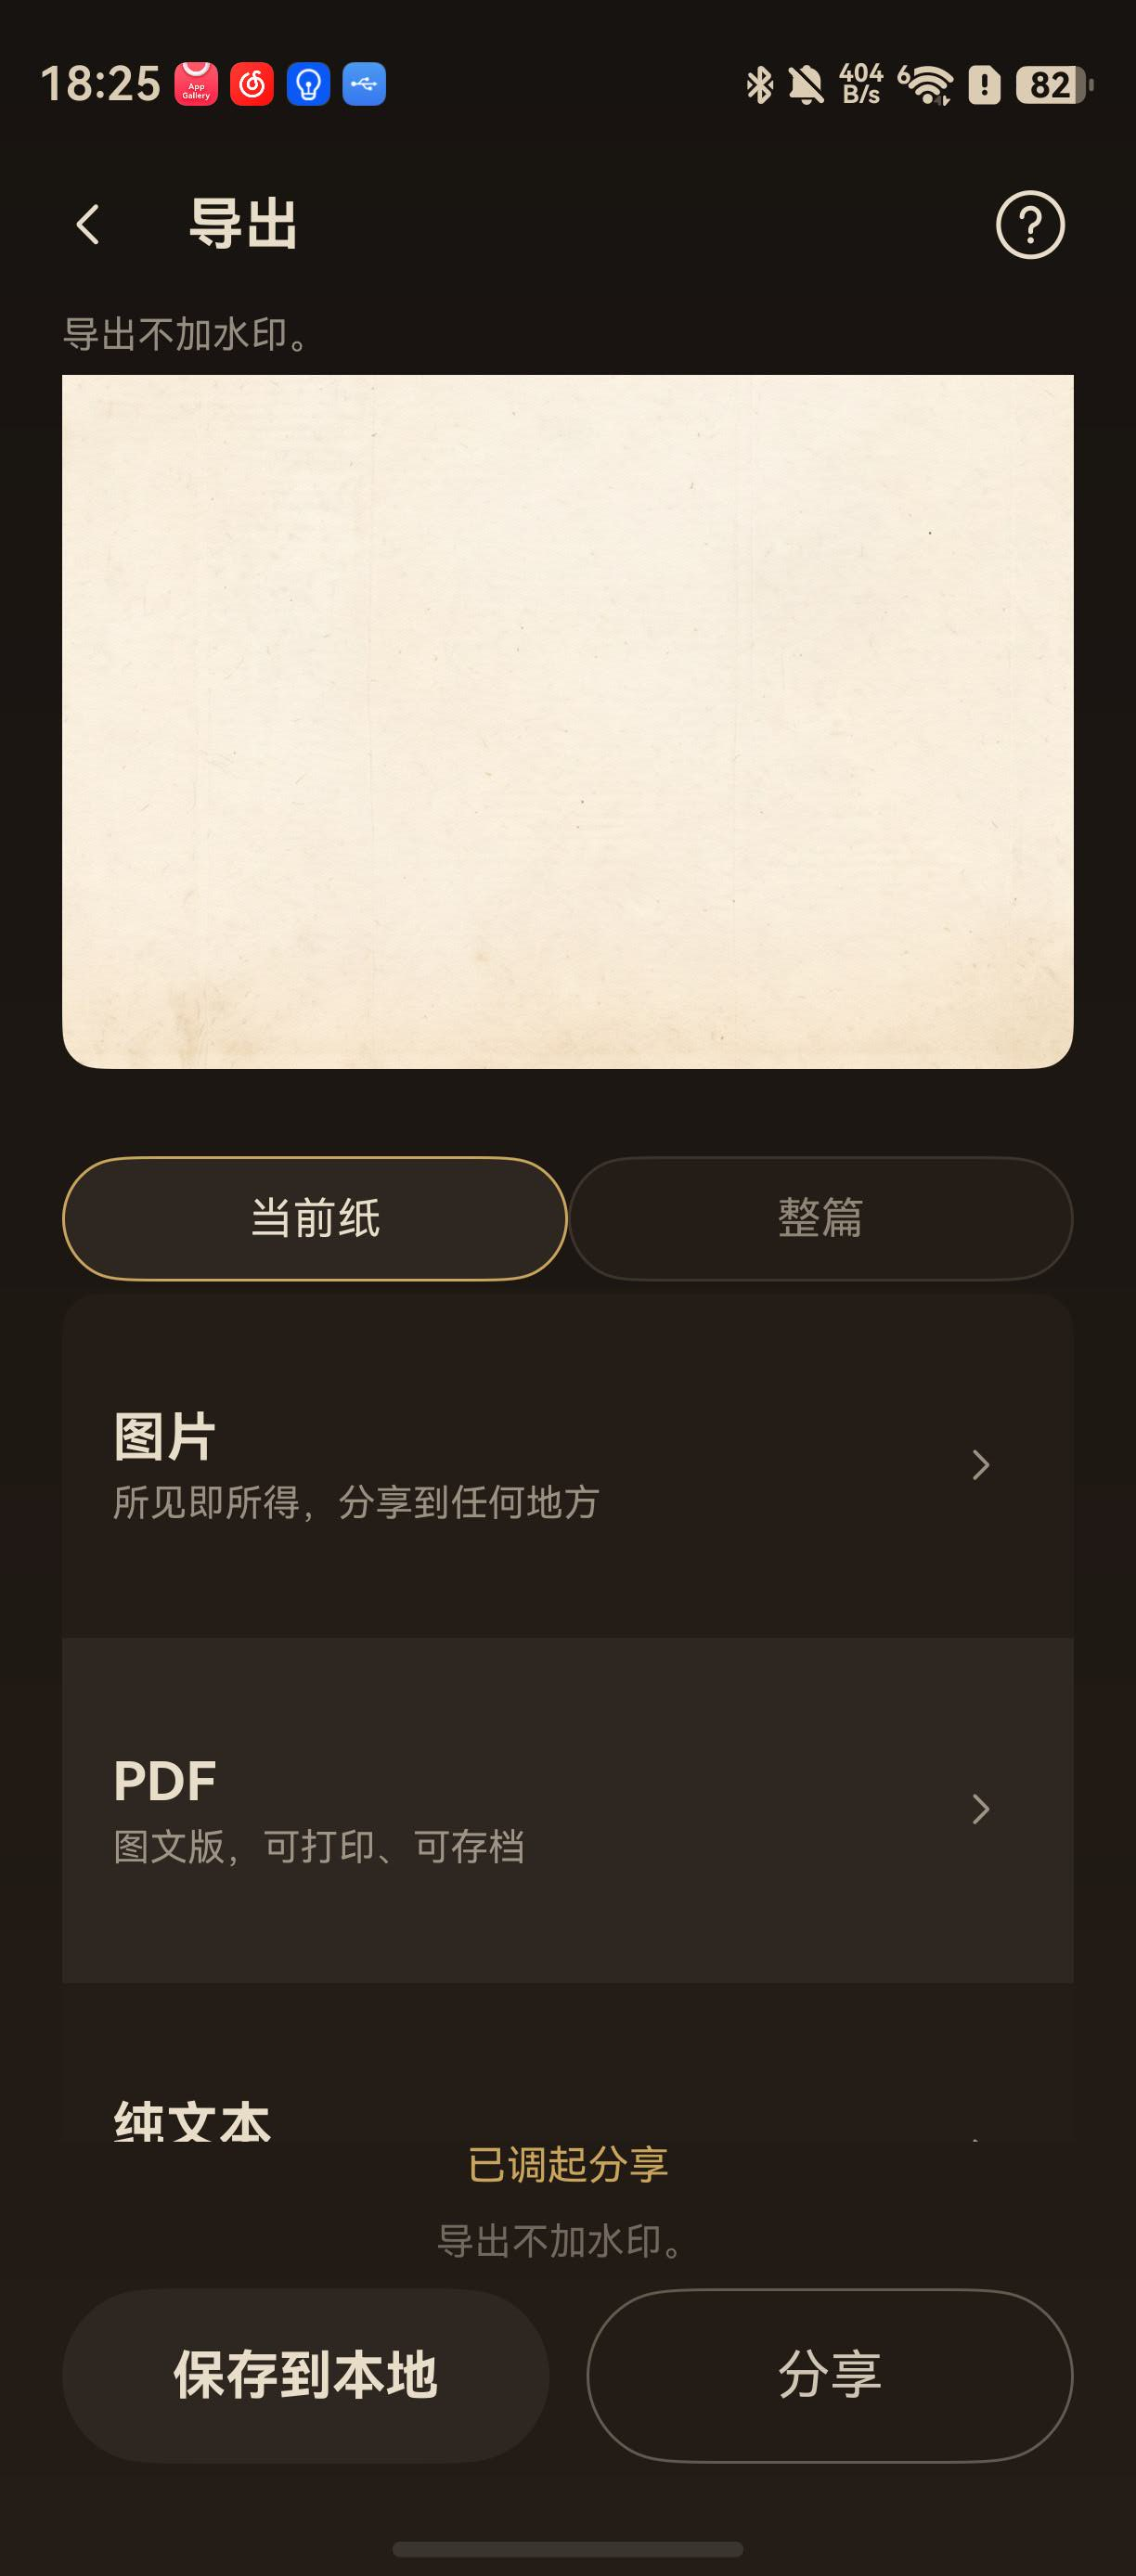 18:25
App
Gallery
404
B/s
6
82
导出
导出不加水印。
当前纸
整篇
图片
所见即所得，分享到任何地方
PDF
图文版，可打印、可存档
纯文本
已调起分享
导出不加水印。
保存到本地
分享